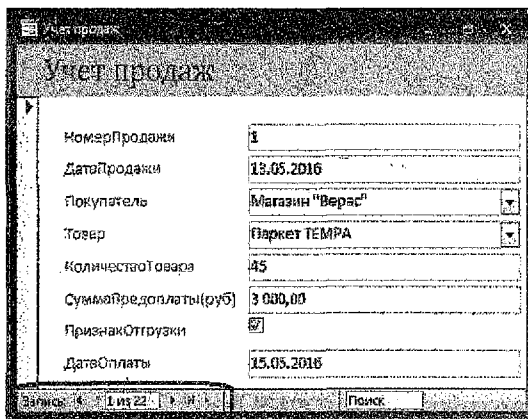 Учет продаж
Учет продаж
НомерПродажи 1
ДатаПродажи 13.05.2016
Покупатель Магазин "Верас"
Товар Паркет TEMPA
КоличествоТовара 45
СуммаПредоплаты(руб) 3 000,00
ПризнакОтгрузки
ДатаОплаты 15.05.2016
Запись: 1 из 22 Поиск